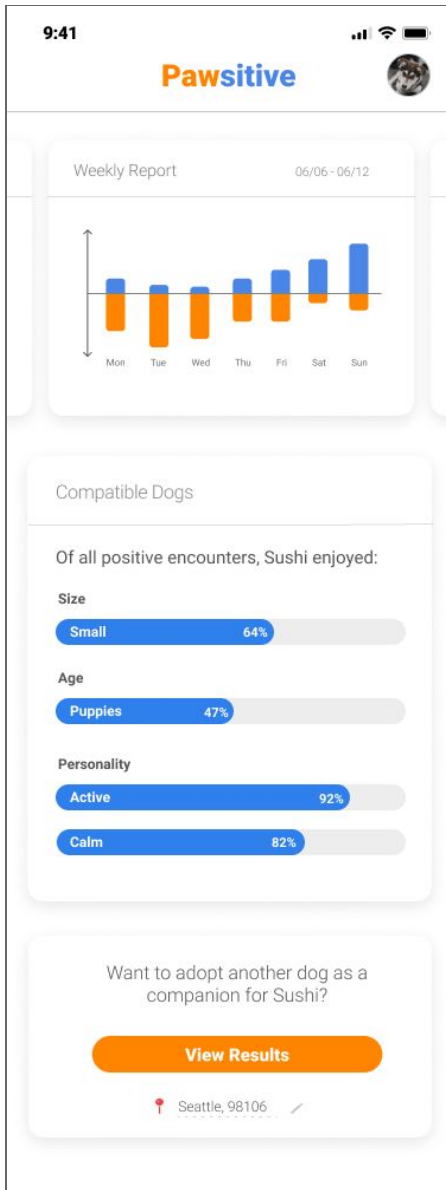 9:41
Pawsitive
Weekly Report 06/06 - 06/12
Mon Tue Wed Thu Fri Sat Sun
Compatible Dogs
Of all positive encounters, Sushi enjoyed:
Size
Small 64%
Age
Puppies 47%
Personality
Active 92%
Calm 82%
Want to adopt another dog as a
companion for Sushi?
View Results
Seattle, 98106